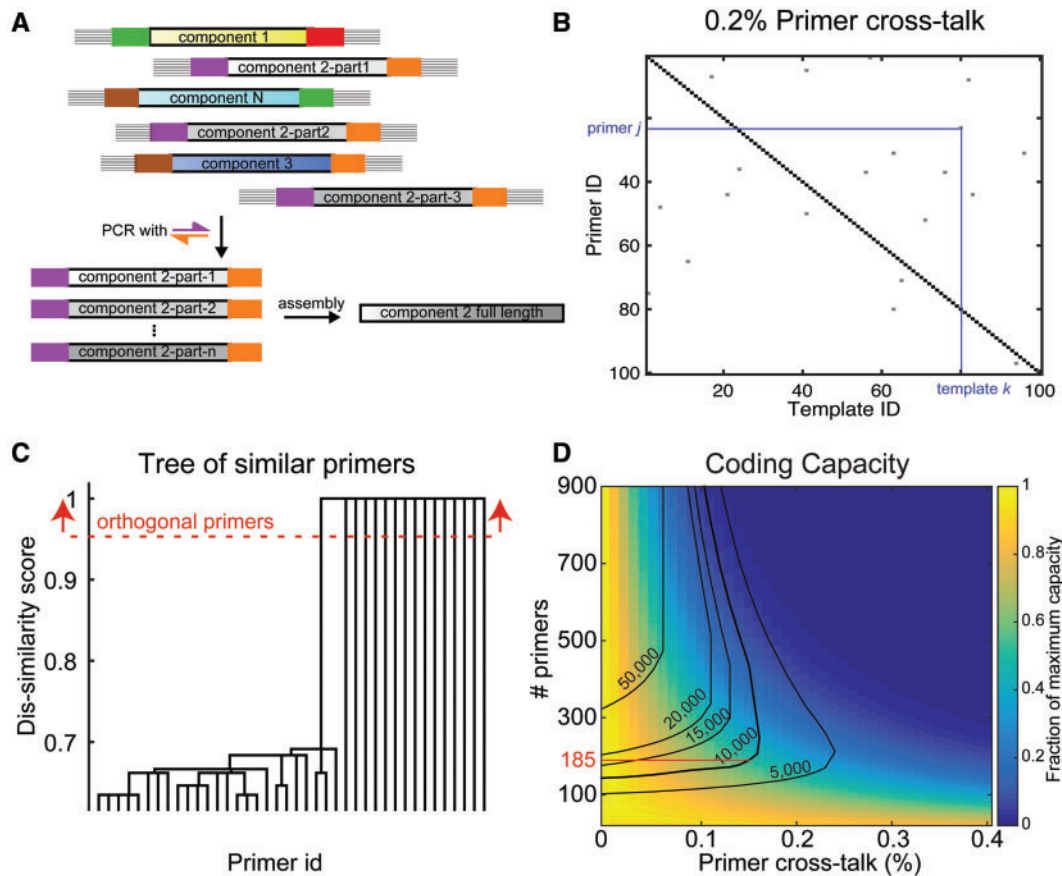 A
component 1
component 2-part1
component N
component 2-part2
component 3
component 2-part-3
PCR with
component 2-part-1
component 2-part-2
component 2-part-n
assembly
component 2 full length
B
0.2% Primer cross-talk
primer j
Primer ID
40
60
80
100
20
40
60
template k
100
Template ID
C
Tree of similar primers
1
orthogonal primers
0.9
0.8
0.7
Dis-similarity score
Primer id
D
Coding Capacity
900
700
500
300
185
100
# primers
50,000
20,000
15,000
10,000
5,000
0
0.1
0.2
0.3
0.4
Primer cross-talk (%)
1
0.8
0.6
0.4
0.2
0
Fraction of maximum capacity